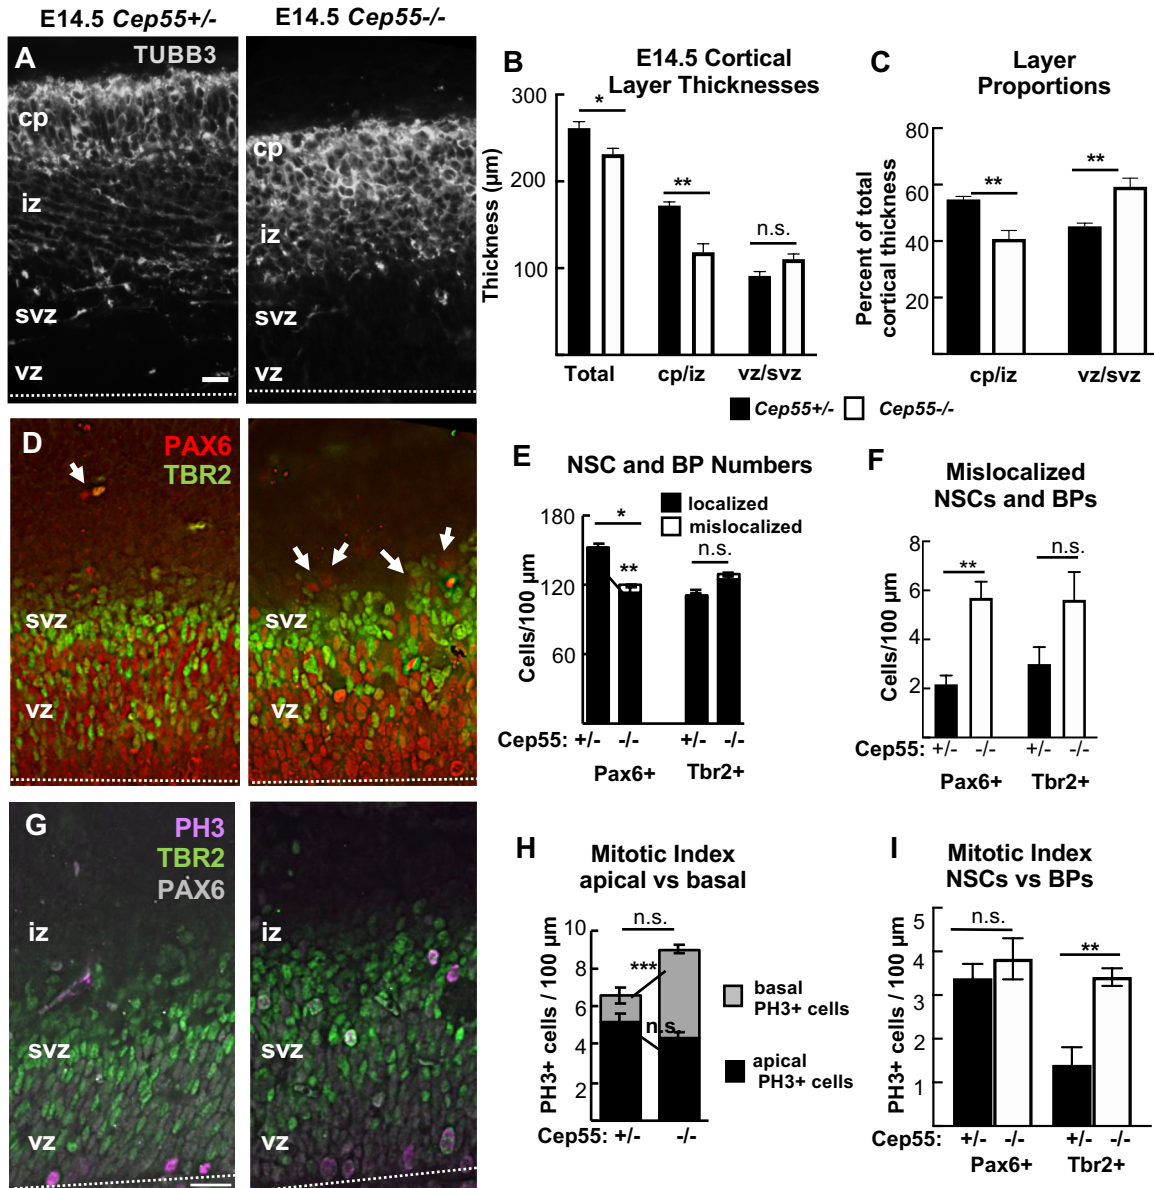 E14.5 Cep55+/-
E14.5 Cep55-/-
A
TUBB3
cp
iz
svz
vz
cp
iz
svz
vz
B
E14.5 Cortical
Layer Thicknesses
Thickness (µm)
300
200
100
*
**
n.s.
Total
cp/iz
vz/svz
C
Layer
Proportions
Percent of total
cortical thickness
80
60
40
20
**
**
cp/iz
vz/svz
Cep55+/-
Cep55-/-
D
PAX6
TBR2
svz
vz
svz
vz
E
NSC and BP Numbers
localized
mislocalized
Cells/100 µm
180
120
60
*
**
n.s.
Cep55: +/- -/- +/- -/-
Pax6+
Tbr2+
F
Mislocalized
NSCs and BPs
Cells/100 µm
8
6
4
2
**
n.s.
Cep55: +/- -/- +/- -/-
Pax6+
Tbr2+
G
PH3
TBR2
PAX6
iz
svz
vz
iz
svz
vz
H
Mitotic Index
apical vs basal
PH3+ cells / 100 µm
10
8
6
4
2
n.s.
***
n.s.
basal
PH3+ cells
apical
PH3+ cells
Cep55: +/- -/-
I
Mitotic Index
NSCs vs BPs
PH3+ cells / 100 µm
5
4
3
2
1
n.s.
**
Cep55: +/- -/- +/- -/-
Pax6+
Tbr2+